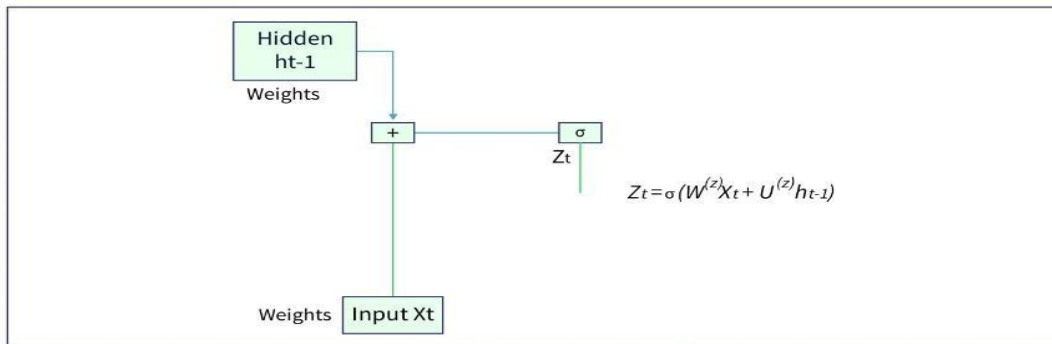 Hidden
ht-1
Weights
+
σ
Zt
Zt=σ(W(z)Xt+ U(z)ht-1)
Weights
Input Xt